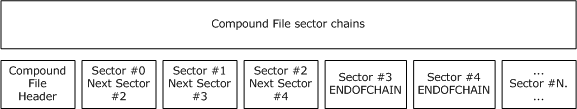 Compound File sector chains
Compound
File
Header
Sector #0
Next Sector
#2
Sector #1
Next Sector
#3
Sector #2
Next Sector
#4
Sector #3
ENDOFCHAIN
Sector #4
ENDOFCHAIN
...
Sector #N.
...